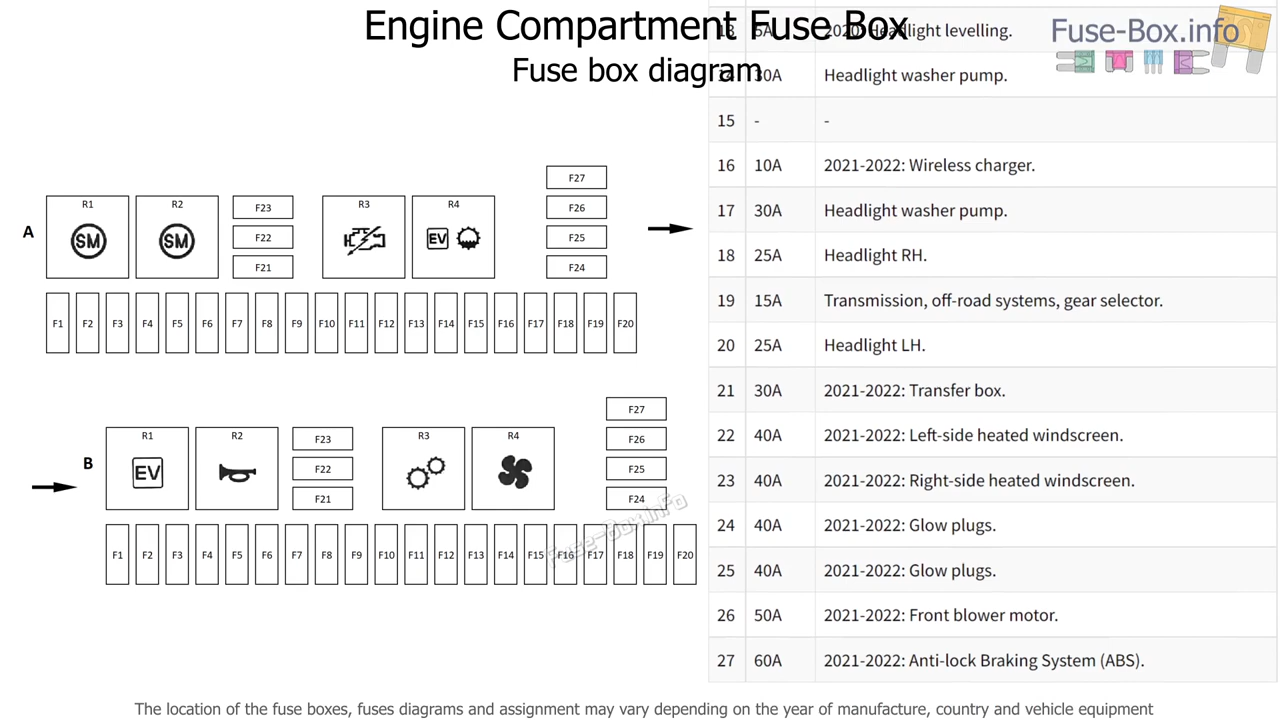 Engine Compartment Fuse Box
Fuse box diagram
Fuse-Box.info
A
R1
SM
R2
SM
F23
F22
F21
R3
R4
EV
F27
F26
F25
F24
F1 F2 F3 F4 F5 F6 F7 F8 F9 F10 F11 F12 F13 F14 F15 F16 F17 F18 F19 F20
B
R1
EV
R2
F23
F22
F21
R3
R4
F27
F26
F25
F24
F1 F2 F3 F4 F5 F6 F7 F8 F9 F10 F11 F12 F13 F14 F15 F16 F17 F18 F19 F20
Fuse-Box.info
13 5A 2020: Headlight levelling.
30A Headlight washer pump.
15 - -
16 10A 2021-2022: Wireless charger.
17 30A Headlight washer pump.
18 25A Headlight RH.
19 15A Transmission, off-road systems, gear selector.
20 25A Headlight LH.
21 30A 2021-2022: Transfer box.
22 40A 2021-2022: Left-side heated windscreen.
23 40A 2021-2022: Right-side heated windscreen.
24 40A 2021-2022: Glow plugs.
25 40A 2021-2022: Glow plugs.
26 50A 2021-2022: Front blower motor.
27 60A 2021-2022: Anti-lock Braking System (ABS).
The location of the fuse boxes, fuses diagrams and assignment may vary depending on the year of manufacture, country and vehicle equipment